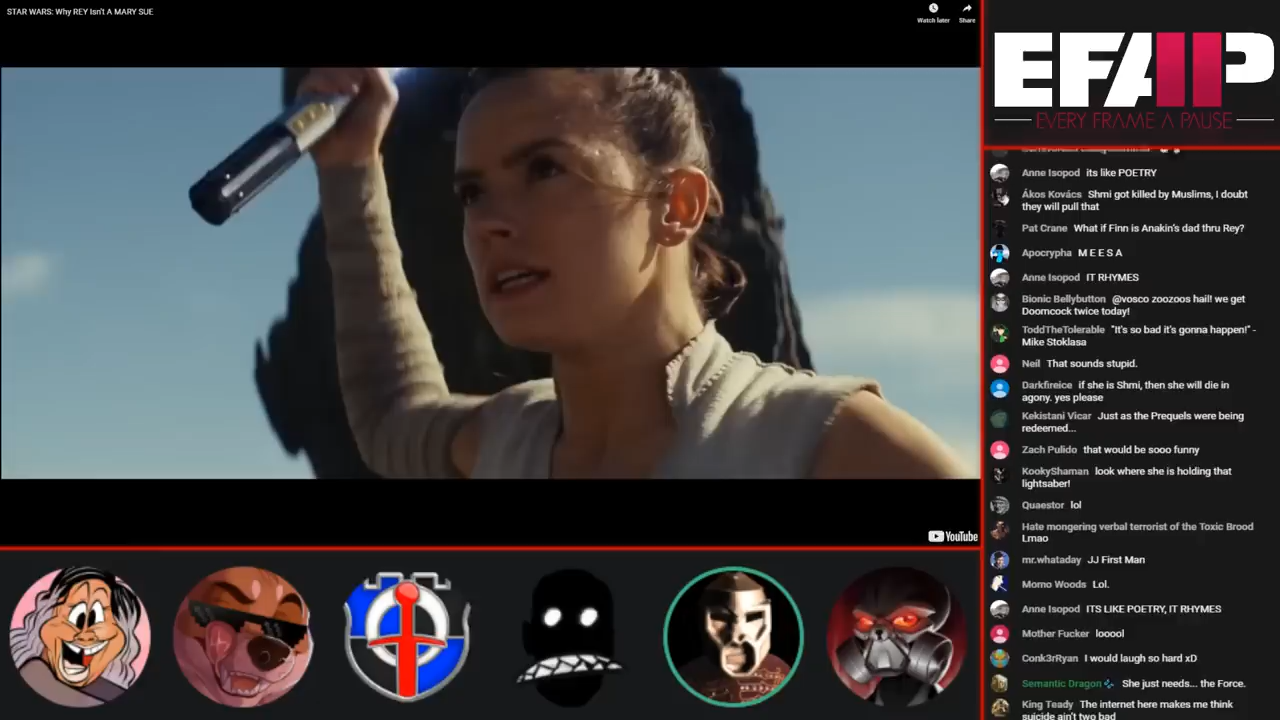 STAR WARS: Why REY Isn't A MARY SUE
Watch later
Share
YouTube
EFAP
EVERY FRAME A PAUSE
Anne Isopod its like POETRY
Ákos Kovács Shmi got killed by Muslims, I doubt
they will pull that
Pat Crane What if Finn is Anakin's dad thru Rey?
Apocrypha M E E S A
Anne Isopod IT RHYMES
Bionic Bellybutton @vosco zoozoos hail! we get
Doomcock twice today!
ToddTheTolerable "It's so bad it's gonna happen!" -
Mike Stoklasa
Neil That sounds stupid.
Darkfireice if she is Shmi, then she will die in
agony. yes please
Kekistani Vicar Just as the Prequels were being
redeemed...
Zach Pulido that would be sooo funny
KookyShaman look where she is holding that
lightsaber!
Quaestor lol
Hate mongering verbal terrorist of the Toxic Brood
Lmao
mr.whataday JJ First Man
Momo Woods Lol.
Anne Isopod ITS LIKE POETRY, IT RHYMES
Mother Fucker looool
Conk3rRyan I would laugh so hard xD
Semantic Dragon She just needs... the Force.
King Teady The internet here makes me think
suicide ain't two bad